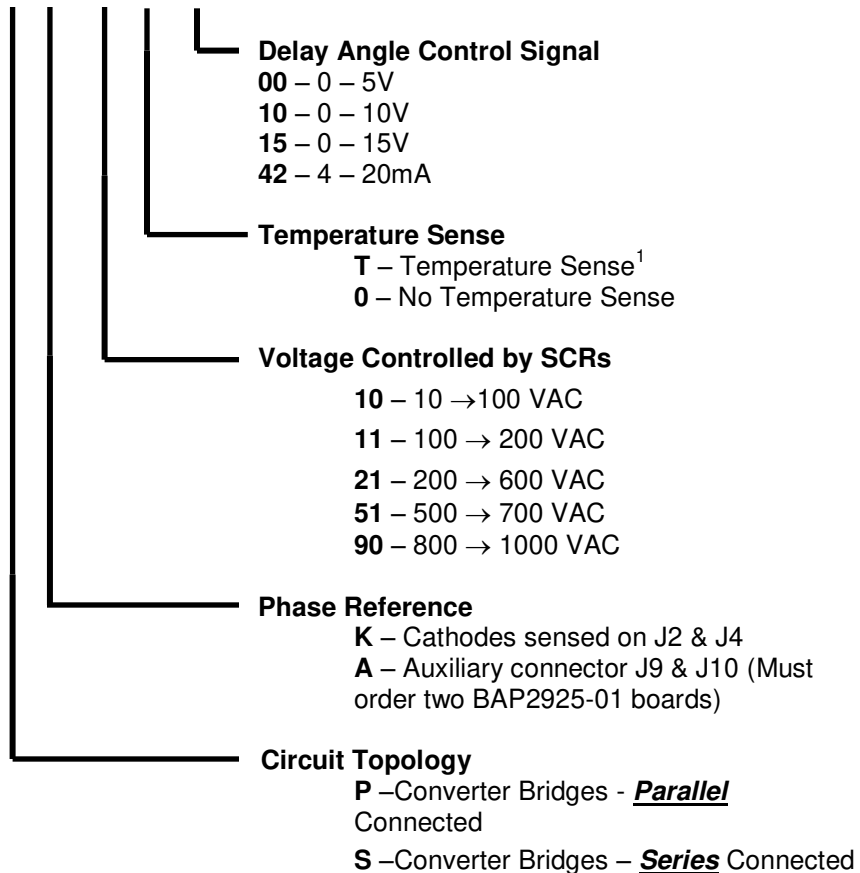 Delay Angle Control Signal
00 – 0 – 5V
10 – 0 – 10V
15 – 0 – 15V
42 – 4 – 20mA
Temperature Sense
T – Temperature Sense¹
0 – No Temperature Sense
Voltage Controlled by SCRs
10 – 10 →100 VAC
11 – 100 → 200 VAC
21 – 200 → 600 VAC
51 – 500 → 700 VAC
90 – 800 → 1000 VAC
Phase Reference
K – Cathodes sensed on J2 & J4
A – Auxiliary connector J9 & J10 (Must
order two BAP2925-01 boards)
Circuit Topology
P –Converter Bridges - Parallel
Connected
S –Converter Bridges – Series Connected